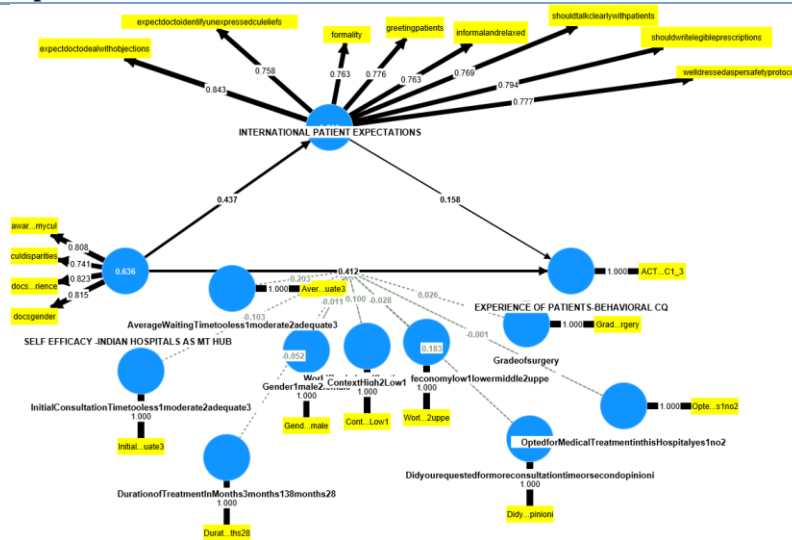 shouldtalkclearlywithpatients
expectdoctoidentifyunexpressedculeliefs
greetingpatients
formality
informalandrelaxed
shouldwritelegibleprescriptions
expectdoctodealwithobjections
welldressedaspersafetyprotoco
0.758
0.763
0.776
0.763
0.769
0.794
0.777
0.843
INTERNATIONAL PATIENT EXPECTATIONS
0.437
0.158
awar...mycul
0.808
culdisparities
0.741
docs...rience
0.823
docsgender
0.815
0.636
0.412
1.000
ACT...C1_3
0.203
1.000
Aver...uate3
-0.011
0.100
-0.028
0.026
-0.103
-0.001
EXPERIENCE OF PATIENTS-BEHAVIORAL CQ
1.000
Grad...rgery
AverageWaitingTimetooless1moderate2adequate3
SELF EFFICACY -INDIAN HOSPITALS AS MT HUB
-0.052
0.183
Gradeofsurgery
Gender1male2
ContextHigh2Low1
feconomylow1lowermiddle2uppe
InitialConsultationTimetooless1moderate2adequate3
1.000
1.000
1.000
1.000
1.000
Opte...s1no2
Initial...uate3
Gend...male
Cont...Low1
Worl...2uppe
OptedforMedicalTreatmentinthisHospitalyes1no2
Didyourequestedformoreconsultationtimeorsecondopinioni
DurationofTreatmentInMonths3months138months28
1.000
1.000
Durat...ths28
Didy...pinioni